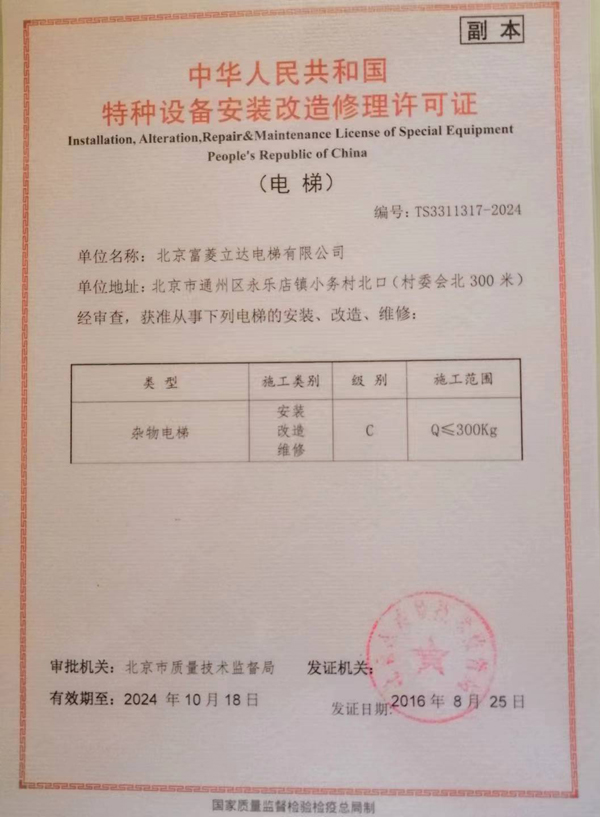 副 本
中华人民共和国
特种设备安装改造修理许可证
Installation, Alteration,Repair&Maintenance License of Special Equipment
People's Republic of China
（电 梯）
编号: TS3311317-2024
单位名称: 北京富菱立达电梯有限公司
单位地址: 北京市通州区永乐店镇小务村北口（村委会北300米）
经审查，获准从事下列电梯的安装、改造、维修:
类 型 施工类别 级 别 施工范围
杂物电梯 安装 改造 维修 C Q≤300Kg
审批机关: 北京市质量技术监督局 发证机关:
有效期至: 2024 年 10 月 18 日 发证日期: 2016 年 8 月 25 日
国家质量监督检验检疫总局制